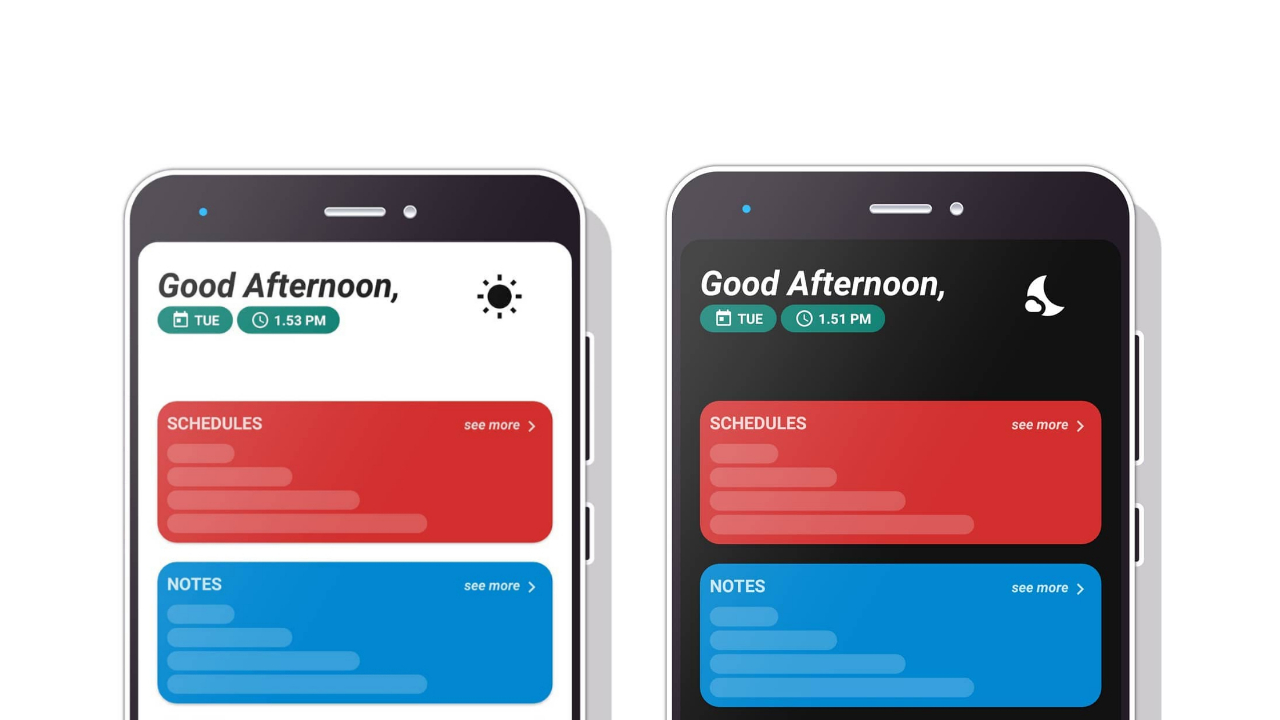 Good Afternoon,
TUE 1.53 PM
SCHEDULES see more
NOTES see more
Good Afternoon,
TUE 1.51 PM
SCHEDULES see more
NOTES see more